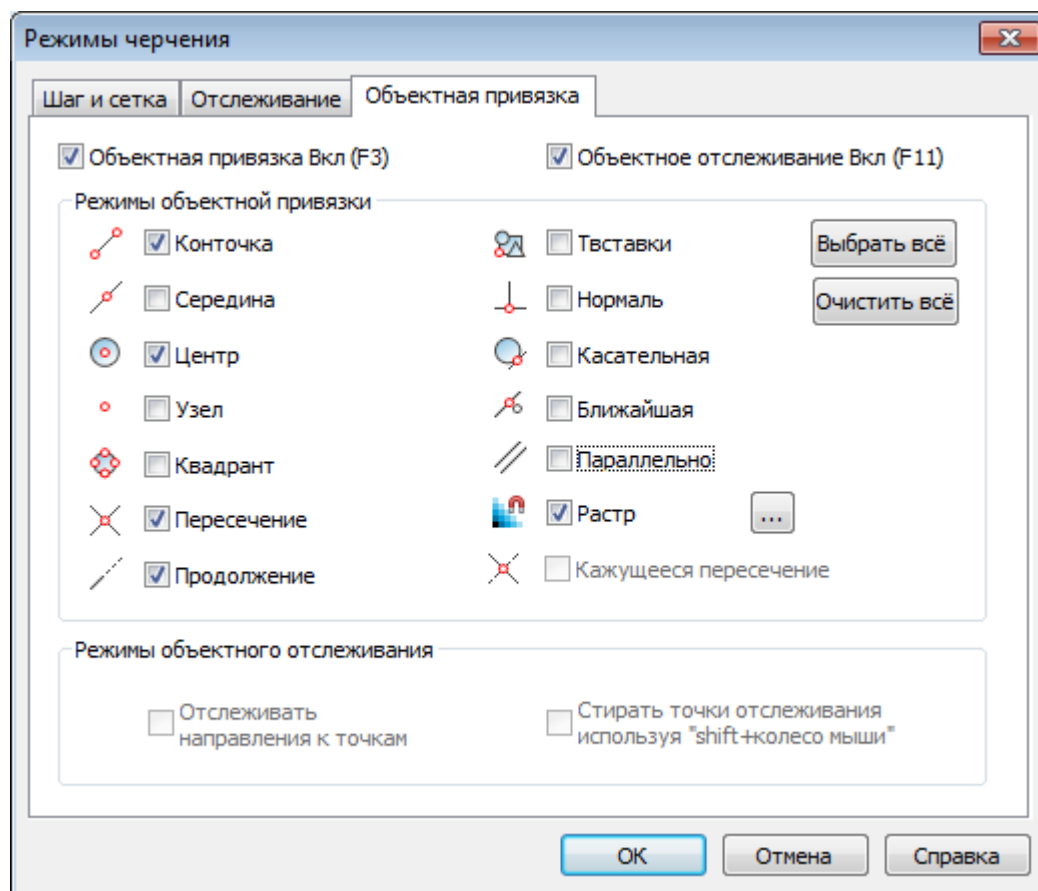 Режимы черчения
Шаг и сетка Отслеживание Объектная привязка
Объектная привязка Вкл (F3) Объектное отслеживание Вкл (F11)
Режимы объектной привязки
Конточка Твставки Выбрать всё
Середина Нормаль Очистить всё
Центр Касательная
Узел Ближайшая
Квадрант Параллельно
Пересечение Растр ...
Продолжение Кажущееся пересечение
Режимы объектного отслеживания
Отслеживать
направления к точкам
Стирать точки отслеживания
используя "shift+колесо мыши"
ОК Отмена Справка